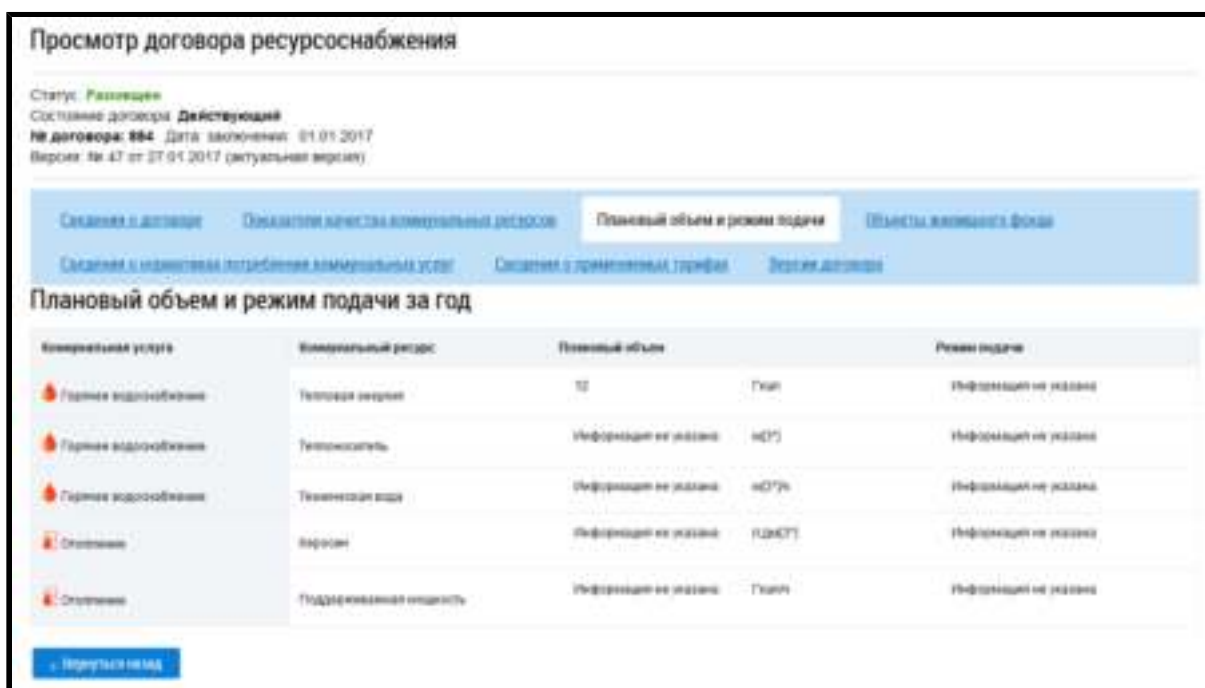 Просмотр договора ресурсоснабжения
Статус: Размещен
Состояние договора: Действующий
№ договора: 884 Дата заключения: 01.01.2017
Версия: № 47 от 27.01.2017 (актуальная версия)
Сведения о договоре Показатели качества коммунальных ресурсов Плановый объем и режим подачи Объекты жилищного фонда
Сведения о нормативах потребления коммунальных услуг Сведения о применяемых тарифах Версии договора
Плановый объем и режим подачи за год
Коммунальная услуга Коммунальный ресурс Плановый объем Режим подачи
Горячее водоснабжение Тепловая энергия 12 Гкал Информация не указана
Горячее водоснабжение Теплоноситель Информация не указана м(3*) Информация не указана
Горячее водоснабжение Техническая вода Информация не указана Информация не указана
Отопление Керосин Информация не указана Информация не указана
Отопление Поддерживаемая мощность Информация не указана Гкал/ч Информация не указана
Вернуться назад